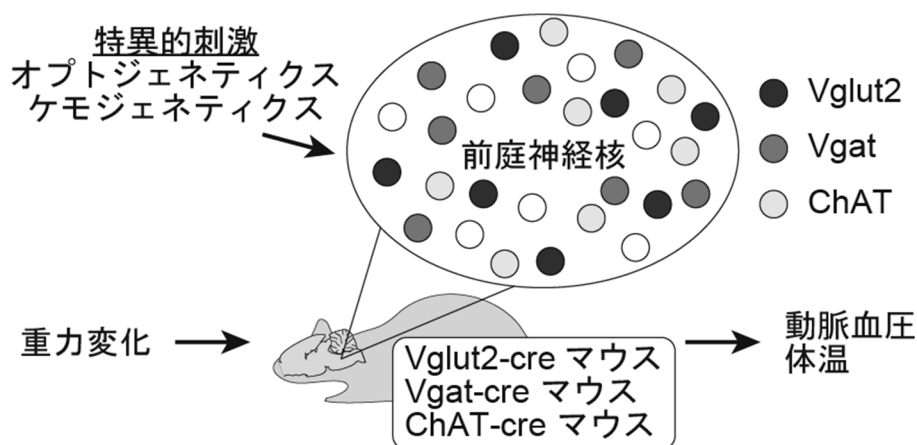 特異的刺激
オプトジェネティクス
ケモジェネティクス
前庭神経核
Vglut2
Vgat
ChAT
重力変化
Vglut2-cre マウス
Vgat-cre マウス
ChAT-cre マウス
動脈血圧
体温